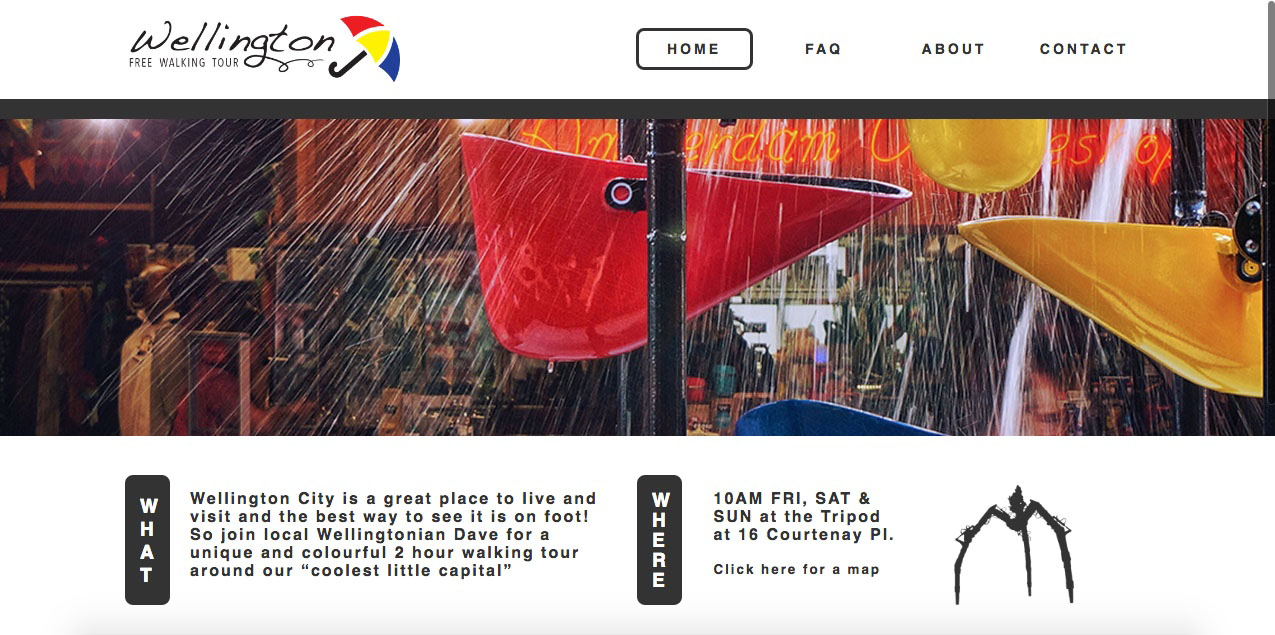 Wellington
FREE WALKING TOUR
HOME
FAQ
ABOUT
CONTACT
WHAT
Wellington City is a great place to live and
visit and the best way to see it is on foot!
So join local Wellingtonian Dave for a
unique and colourful 2 hour walking tour
around our “coolest little capital”
WHERE
10AM FRI, SAT &
SUN at the Tripod
at 16 Courtenay Pl.
Click here for a map